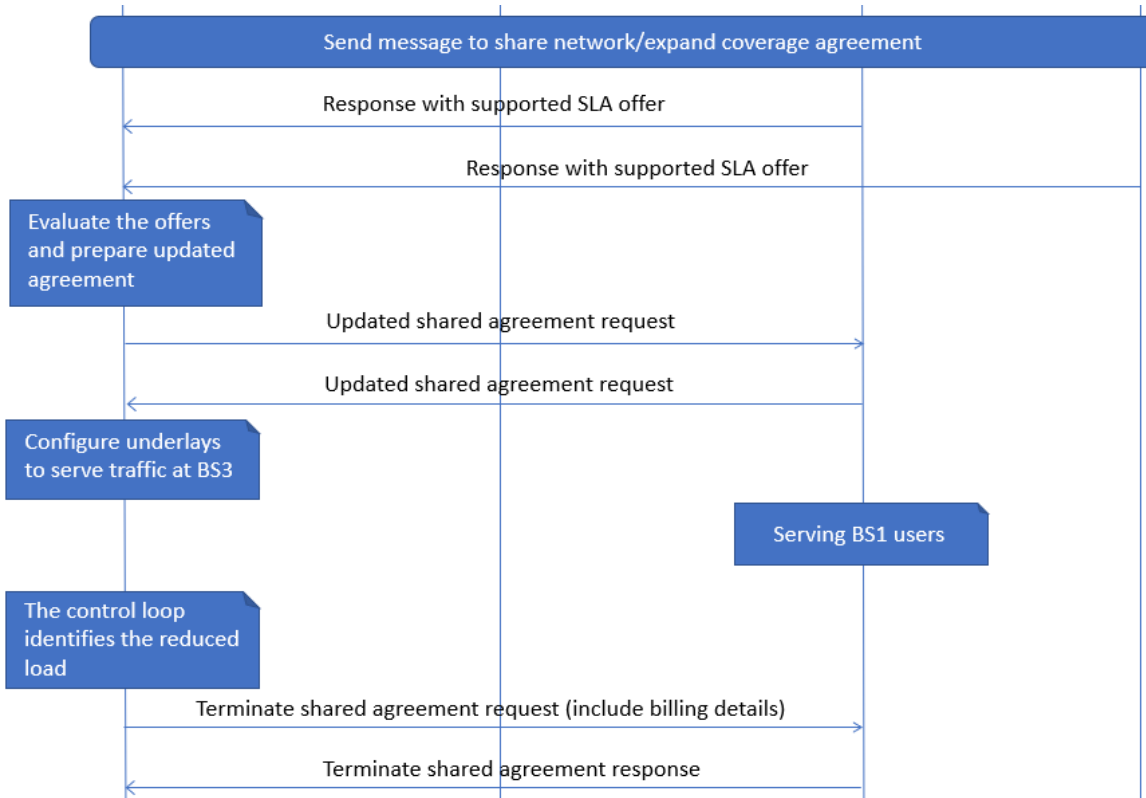 Send message to share network/expand coverage agreement
Response with supported SLA offer
Response with supported SLA offer
Evaluate the offers
and prepare updated
agreement
Updated shared agreement request
Updated shared agreement request
Configure underlays
to serve traffic at BS3
Serving BS1 users
The control loop
identifies the reduced
load
Terminate shared agreement request (include billing details)
Terminate shared agreement response